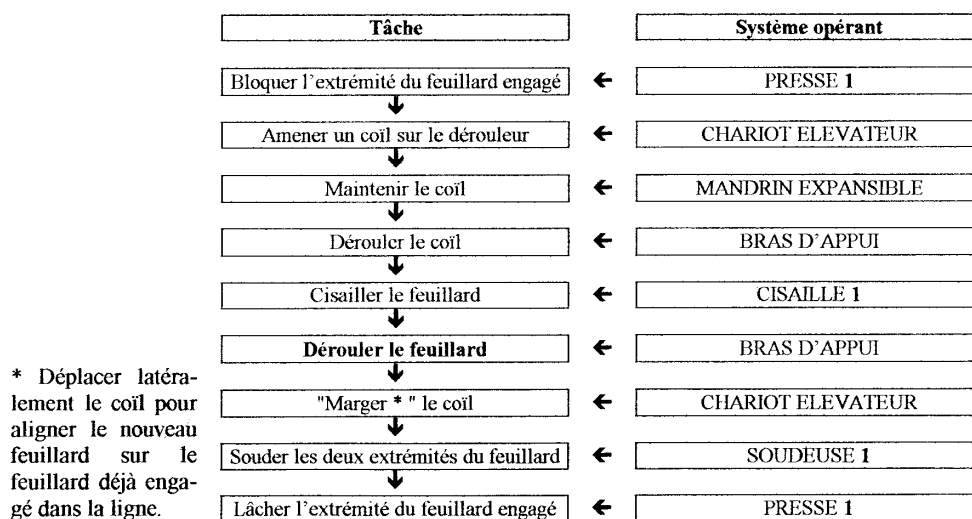 Tâche Système opérant
Bloquer l'extrémité du feuillard engagé ← PRESSE 1
Amener un coïl sur le dérouleur ← CHARIOT ELEVATEUR
Maintenir le coïl ← MANDRIN EXPANSIBLE
Dérouler le coïl ← BRAS D'APPUI
Cisailler le feuillard ← CISAILLE 1
Dérouler le feuillard ← BRAS D'APPUI
"Marger * " le coïl ← CHARIOT ELEVATEUR
Souder les deux extrémités du feuillard ← SOUDEUSE 1
Lâcher l'extrémité du feuillard engagé ← PRESSE 1
* Déplacer latéra-
lement le coïl pour
aligner le nouveau
feuillard sur le
feuillard déjà enga-
gé dans la ligne.